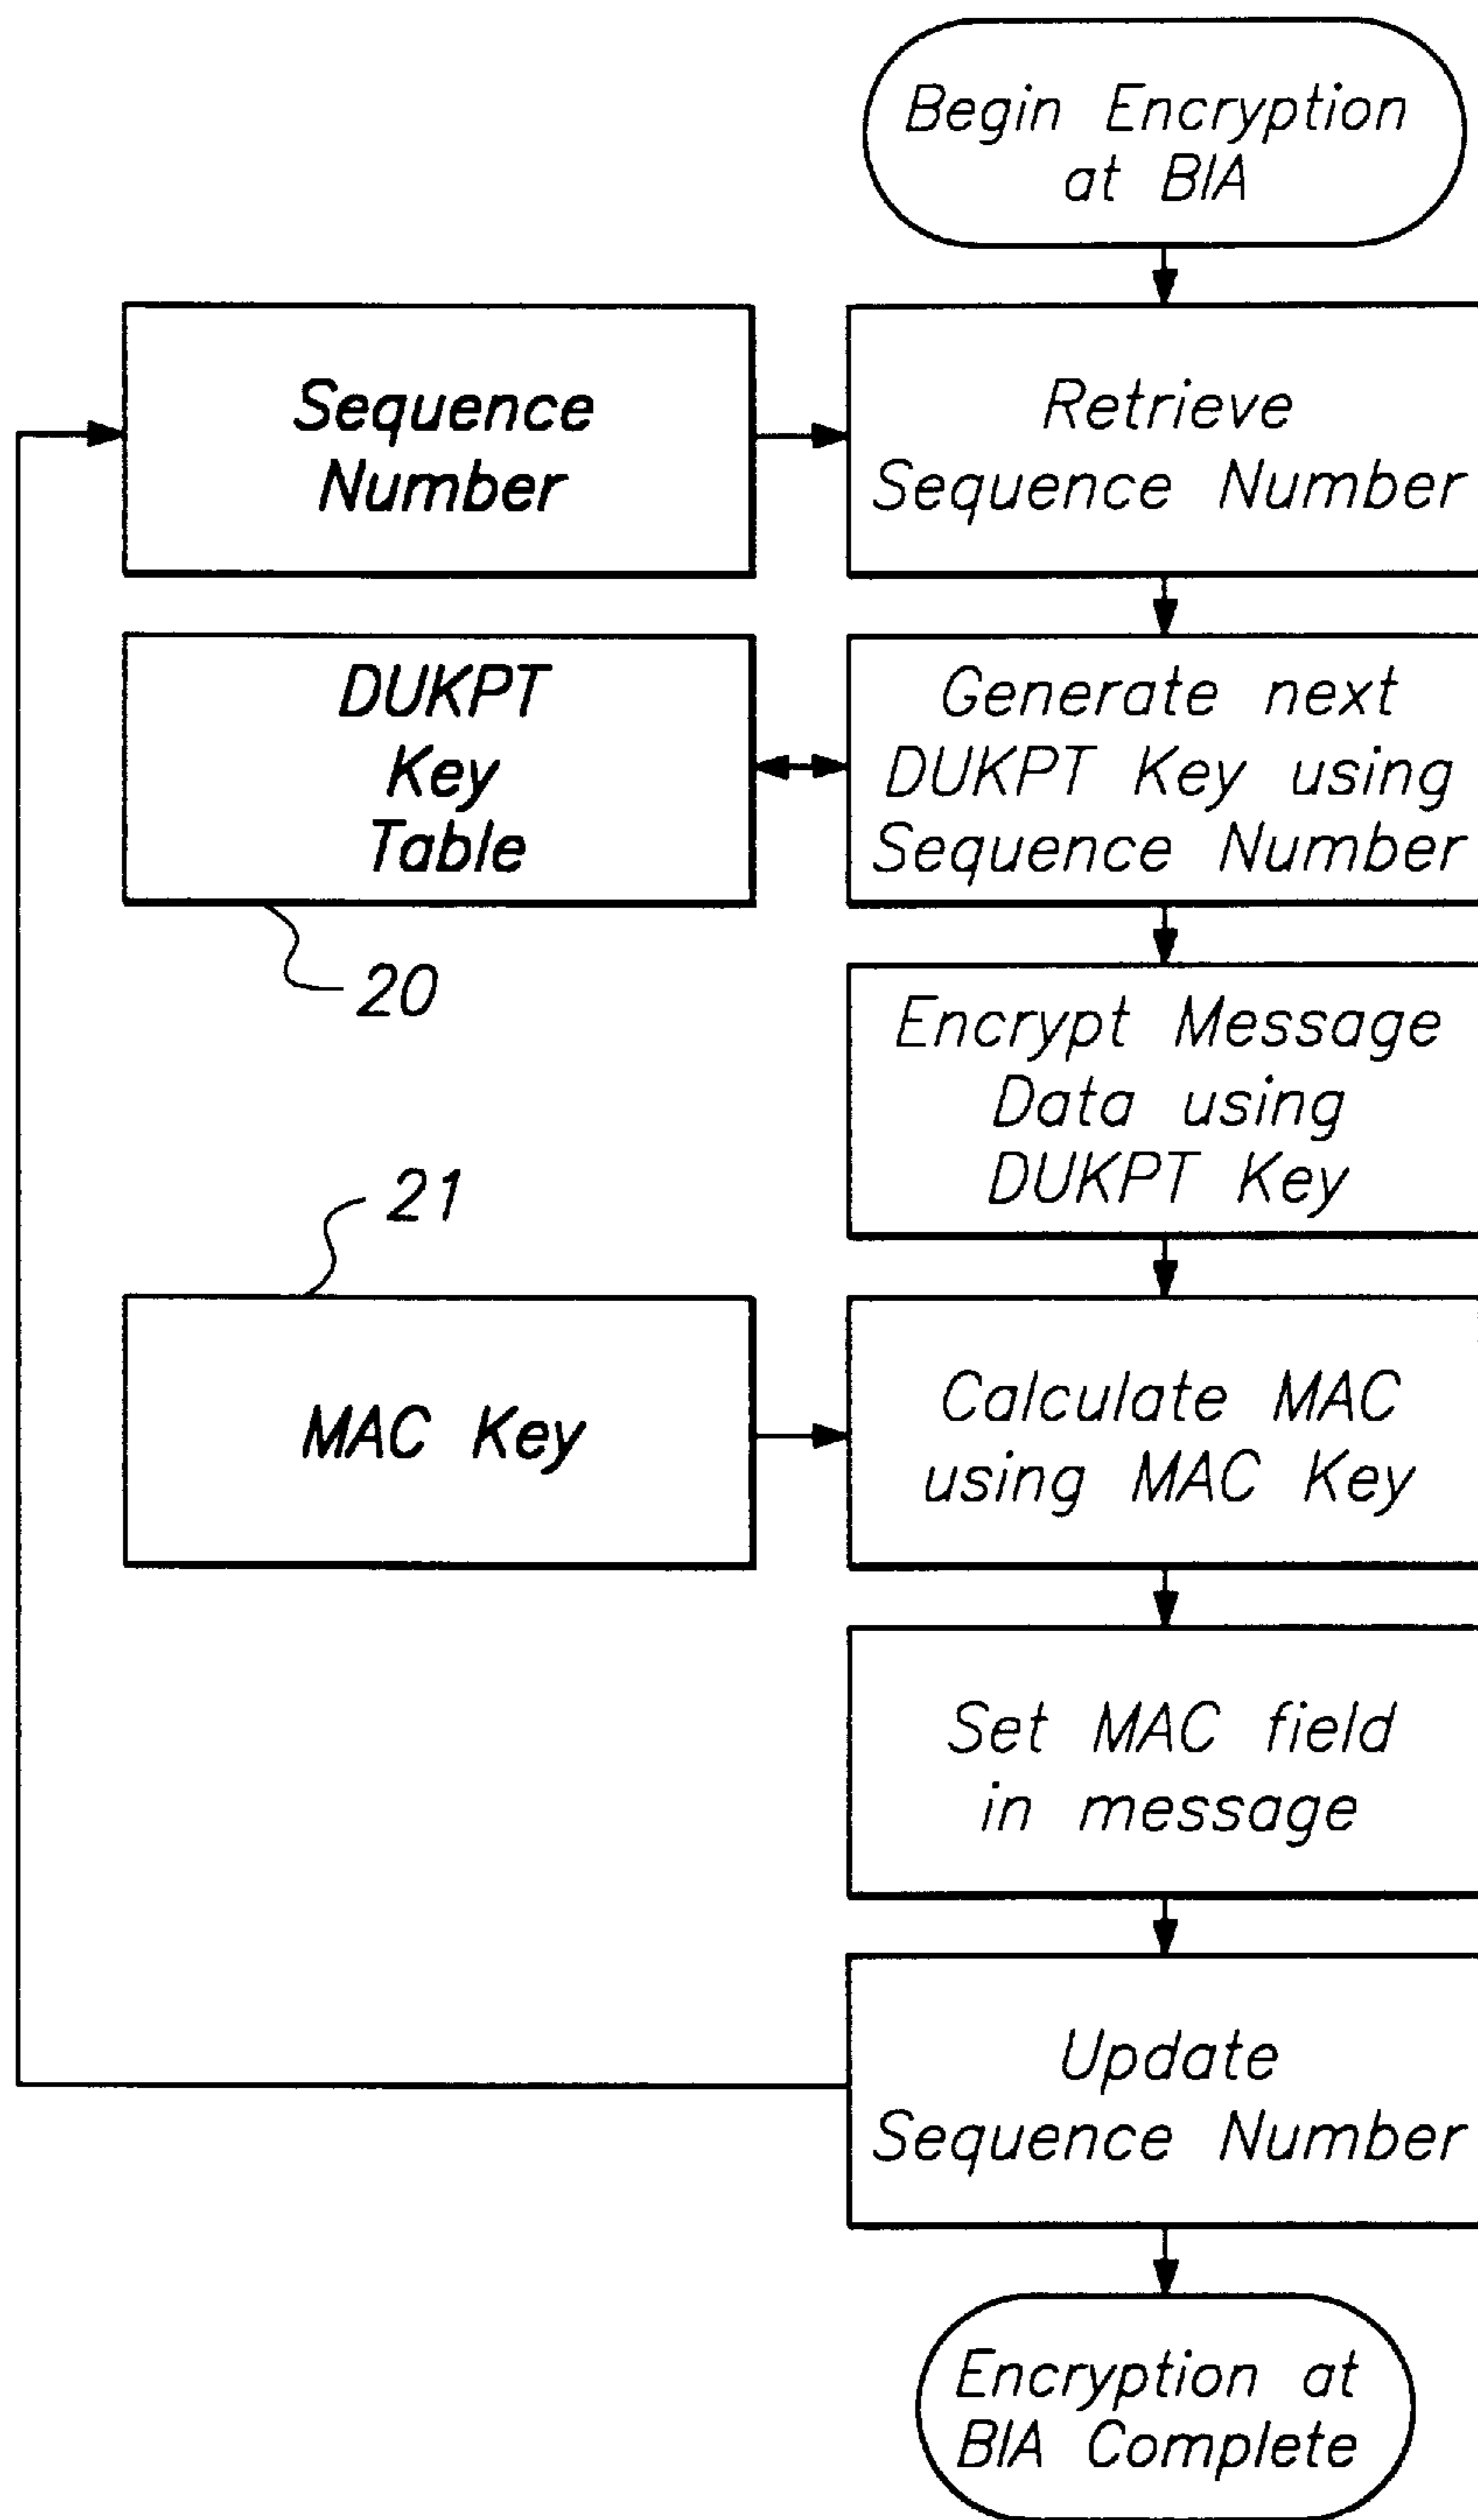 Begin Encryption
at BIA
Sequence
Number
Retrieve
Sequence Number
DUKPT
Key
Table
Generate next
DUKPT Key using
Sequence Number
20
Encrypt Message
Data using
DUKPT Key
21
MAC Key
Calculate MAC
using MAC Key
Set MAC field
in message
Update
Sequence Number
Encryption at
BIA Complete